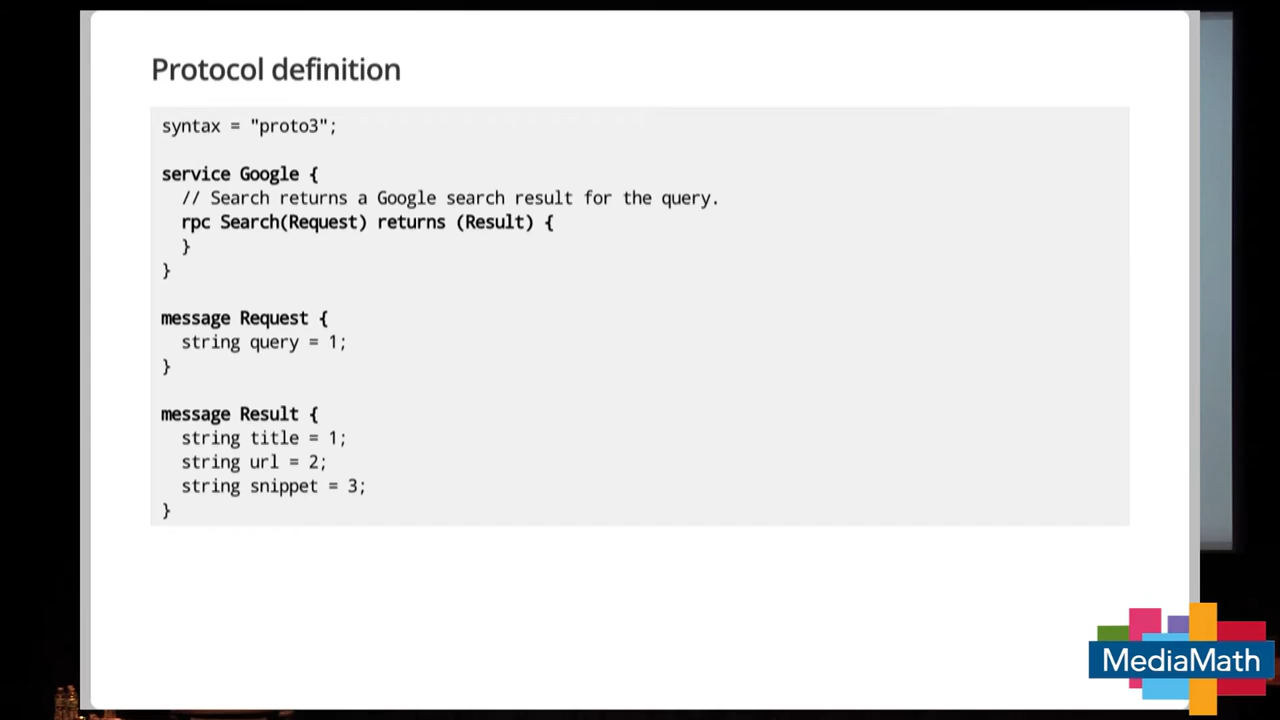 Protocol definition
syntax = "proto3";
service Google {
  // Search returns a Google search result for the query.
  rpc Search(Request) returns (Result) {
  }
}
message Request {
  string query = 1;
}
message Result {
  string title = 1;
  string url = 2;
  string snippet = 3;
}
MediaMath